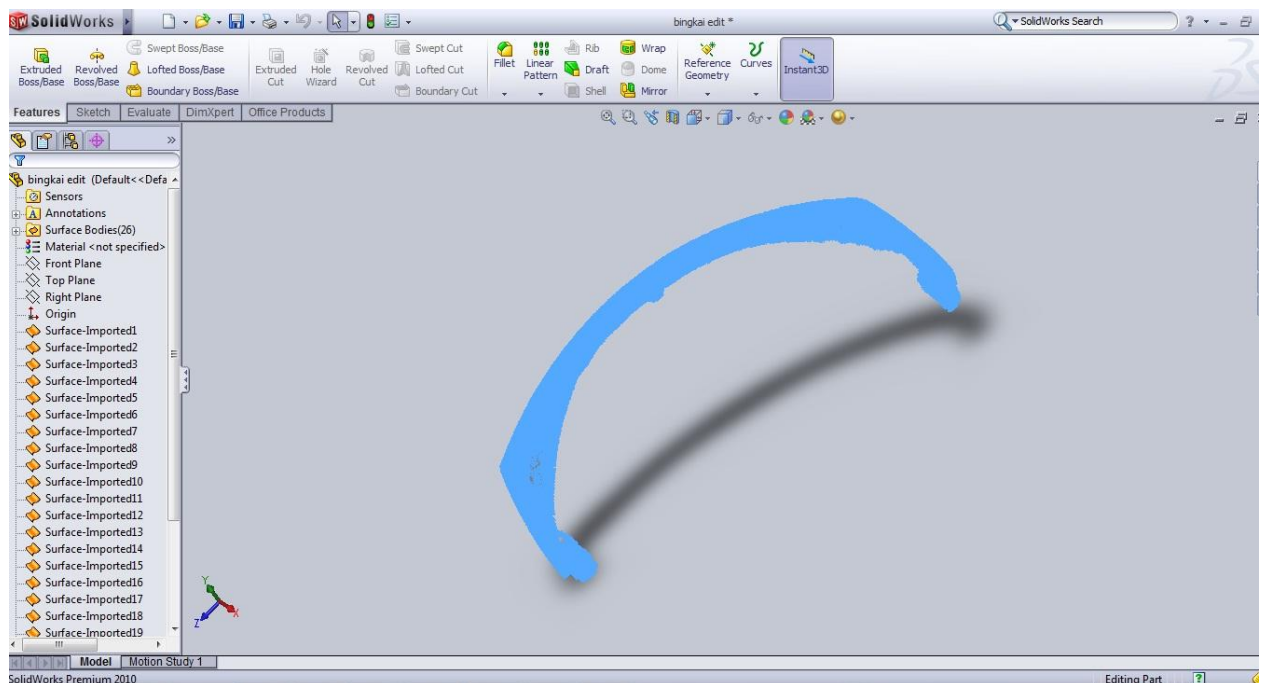 SolidWorks
bingkai edit *
SolidWorks Search
Extruded Boss/Base
Revolved Boss/Base
Swept Boss/Base
Lofted Boss/Base
Boundary Boss/Base
Extruded Cut
Hole Wizard
Revolved Cut
Swept Cut
Lofted Cut
Boundary Cut
Fillet
Linear Pattern
Rib
Draft
Shell
Wrap
Dome
Mirror
Reference Geometry
Curves
Instant3D
Features Sketch Evaluate DimXpert Office Products
bingkai edit (Default<<Defa
Sensors
Annotations
Surface Bodies(26)
Material <not specified>
Front Plane
Top Plane
Right Plane
Origin
Surface-Imported1
Surface-Imported2
Surface-Imported3
Surface-Imported4
Surface-Imported5
Surface-Imported6
Surface-Imported7
Surface-Imported8
Surface-Imported9
Surface-Imported10
Surface-Imported11
Surface-Imported12
Surface-Imported13
Surface-Imported14
Surface-Imported15
Surface-Imported16
Surface-Imported17
Surface-Imported18
Surface-Imported19
Y
X
Z
Model Motion Study 1
SolidWorks Premium 2010
Editing Part